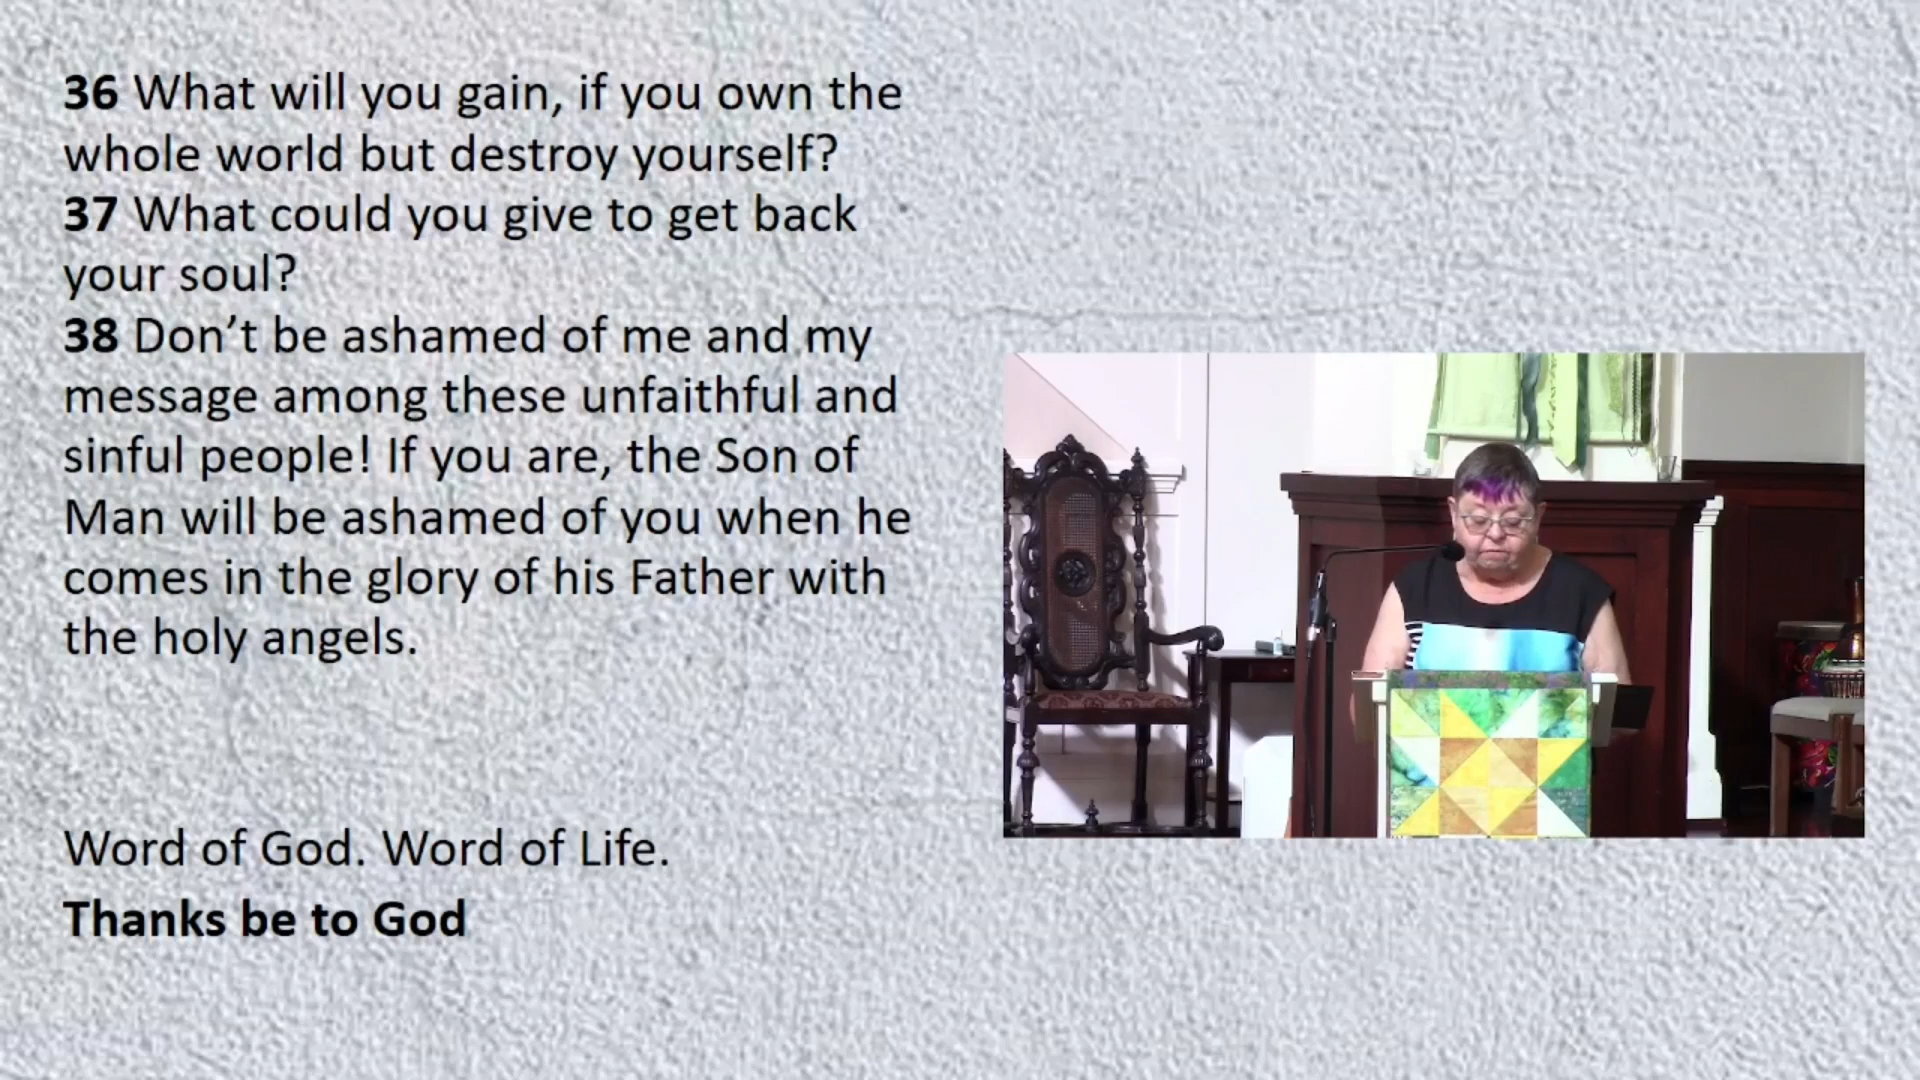 36 What will you gain, if you own the
whole world but destroy yourself?
37 What could you give to get back
your soul?
38 Don’t be ashamed of me and my
message among these unfaithful and
sinful people! If you are, the Son of
Man will be ashamed of you when he
comes in the glory of his Father with
the holy angels.
Word of God. Word of Life.
Thanks be to God